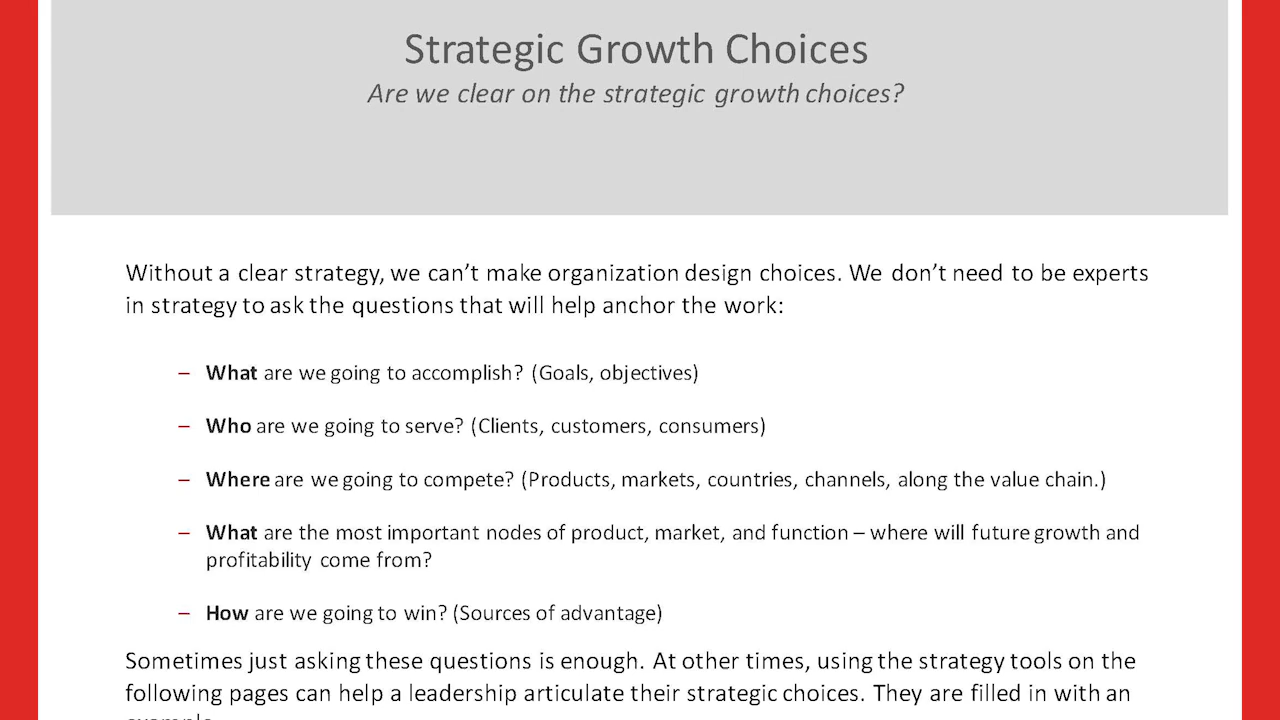 Strategic Growth Choices
Are we clear on the strategic growth choices?
Without a clear strategy, we can’t make organization design choices. We don’t need to be experts
in strategy to ask the questions that will help anchor the work:
– What are we going to accomplish? (Goals, objectives)
– Who are we going to serve? (Clients, customers, consumers)
– Where are we going to compete? (Products, markets, countries, channels, along the value chain.)
– What are the most important nodes of product, market, and function – where will future growth and
profitability come from?
– How are we going to win? (Sources of advantage)
Sometimes just asking these questions is enough. At other times, using the strategy tools on the
following pages can help a leadership articulate their strategic choices. They are filled in with an